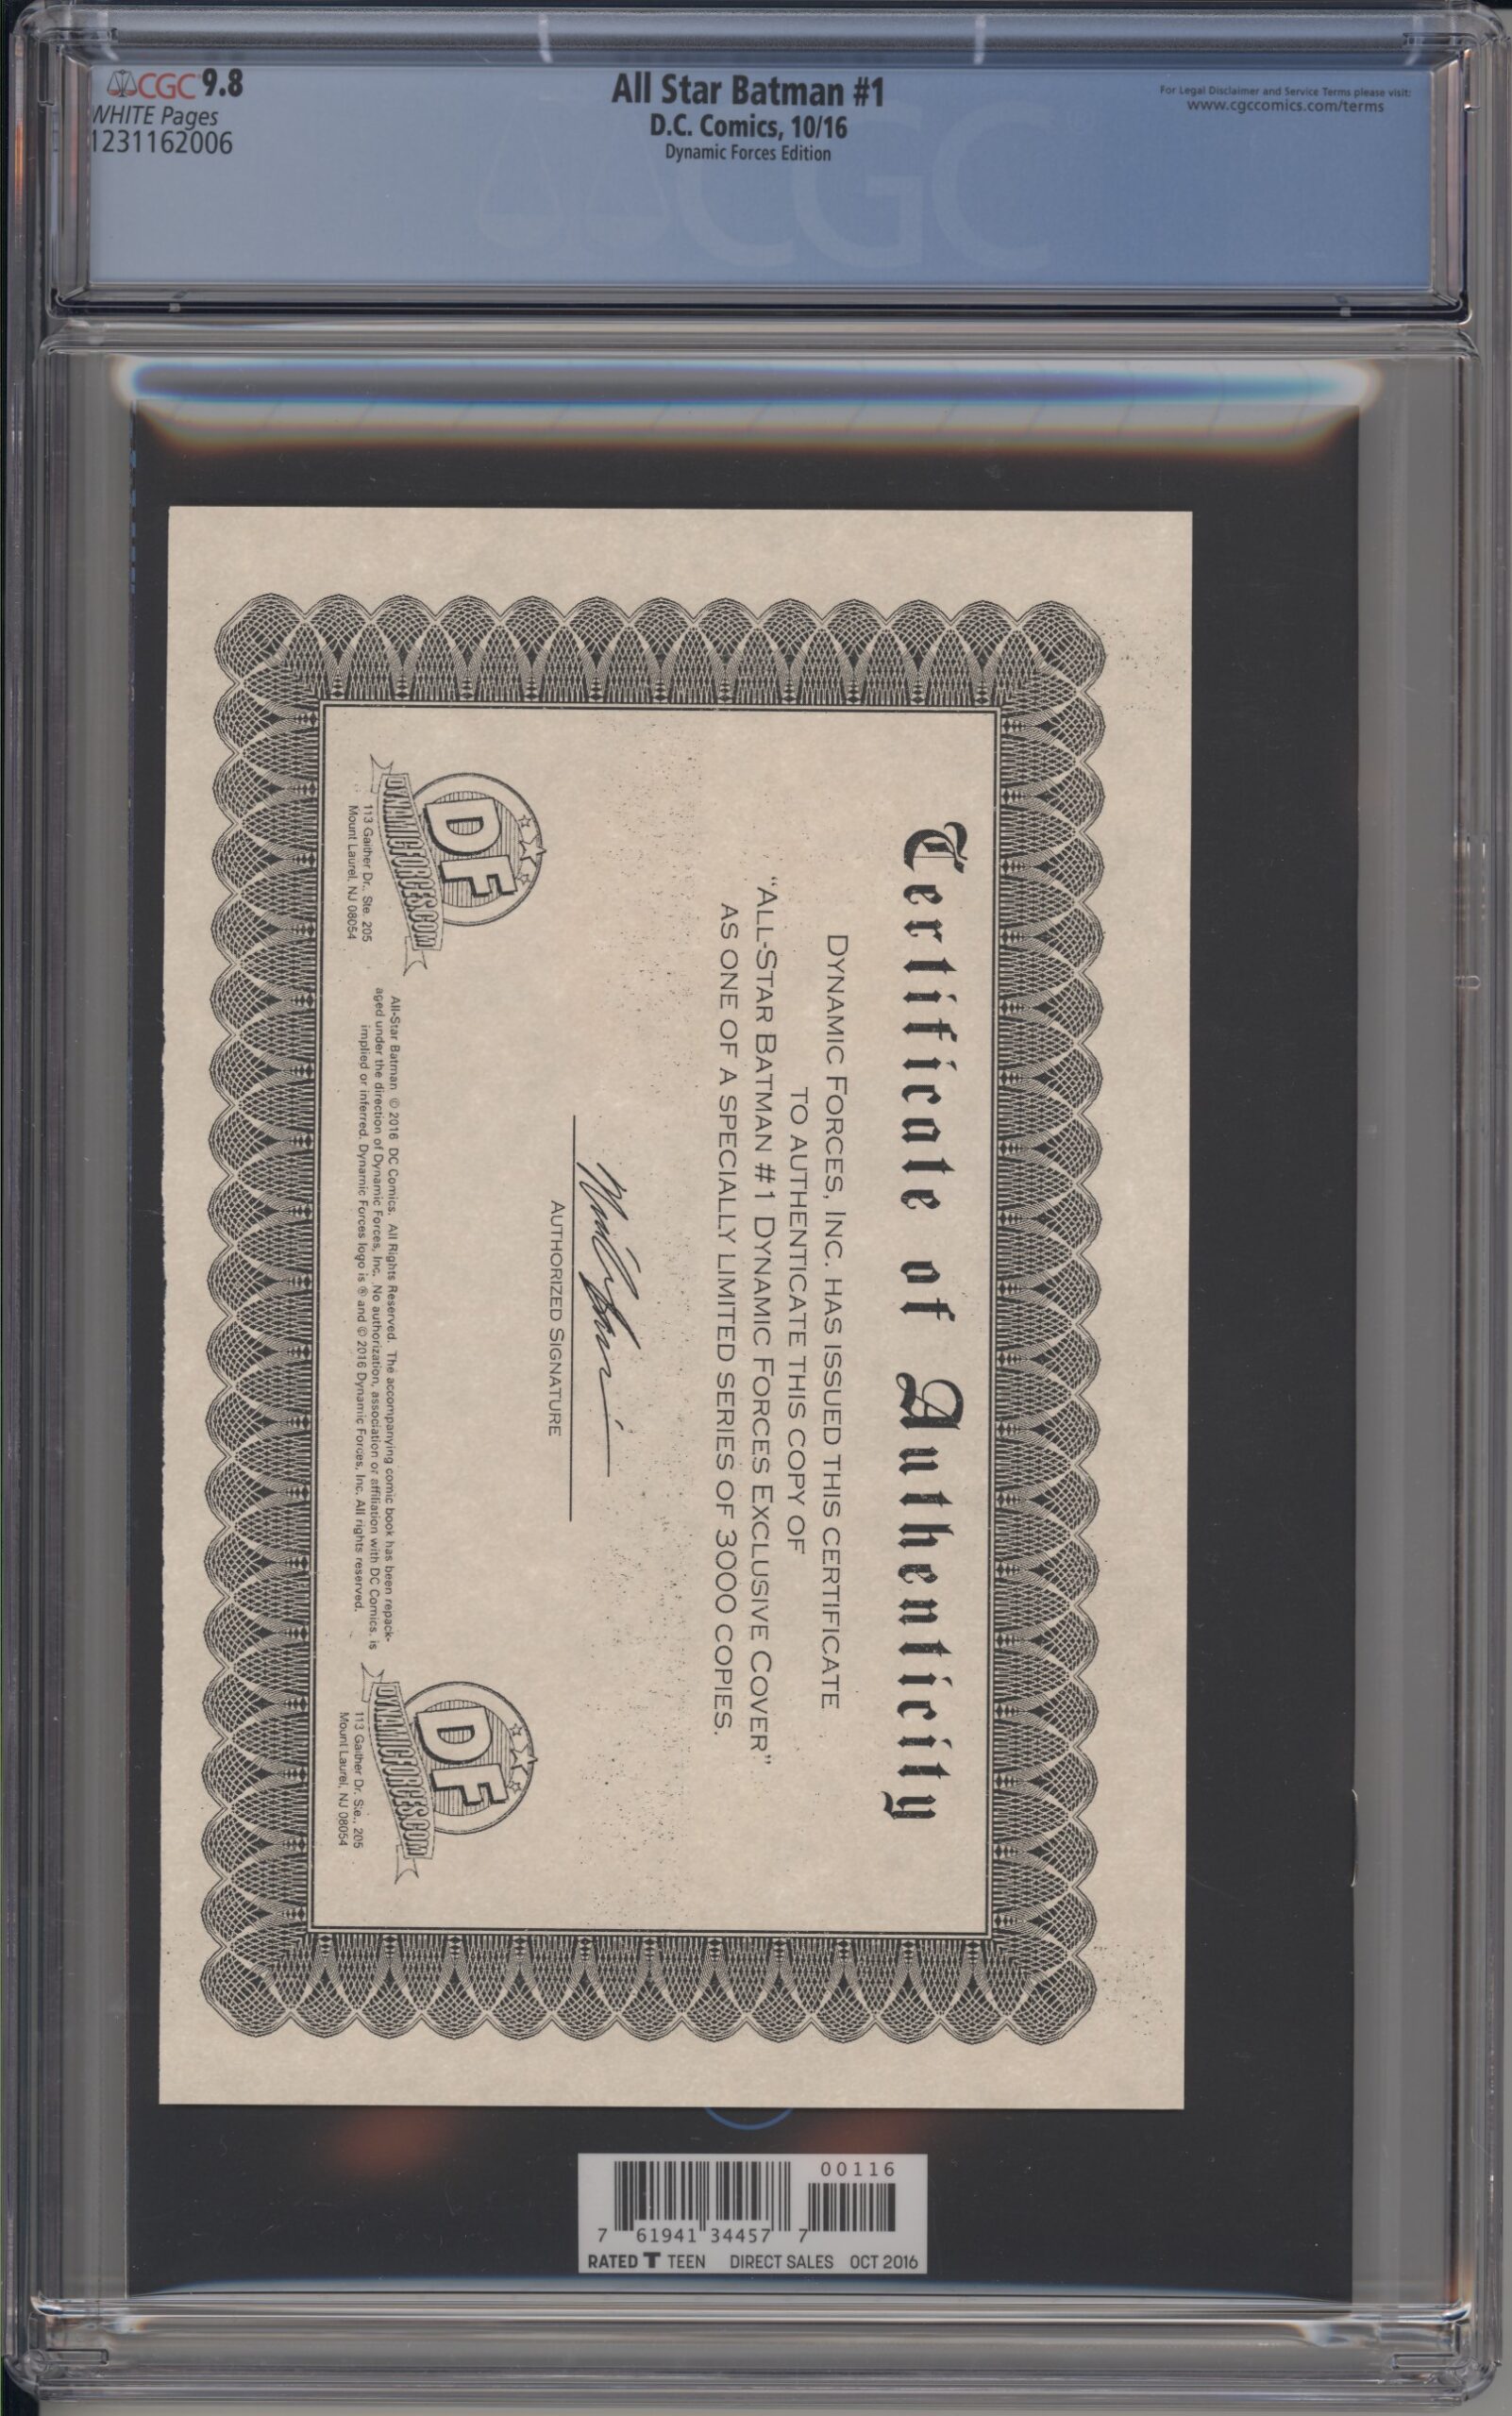 CGC 9.8
WHITE Pages
1231162006
All Star Batman #1
D.C. Comics, 10/16
Dynamic Forces Edition
For Legal Disclaimer and Service Terms please visit:
www.cgccomics.com/terms
CGC
Certificate of Authenticity
DYNAMIC FORCES, INC. HAS ISSUED THIS CERTIFICATE
TO AUTHENTICATE THIS COPY OF
"ALL-STAR BATMAN #1 DYNAMIC FORCES EXCLUSIVE COVER"
AS ONE OF A SPECIALLY LIMITED SERIES OF 3000 COPIES.
AUTHORIZED SIGNATURE
DF
DYNAMICFORCES.COM
113 Gaither Dr., Ste. 205
Mount Laurel, NJ 08054
All-Star Batman © 2016 DC Comics. All Rights Reserved. The accompanying comic book has been repack-
aged under the direction of Dynamic Forces, Inc. No authorization, association or affiliation with DC Comics, is
implied or inferred. Dynamic Forces logo is ® and © 2016 Dynamic Forces, Inc. All rights reserved.
DF
DYNAMICFORCES.COM
113 Gaither Dr. Ste., 205
Mount Laurel, NJ 08054
00116
7 61941 34457 7
RATED T TEEN DIRECT SALES OCT 2016